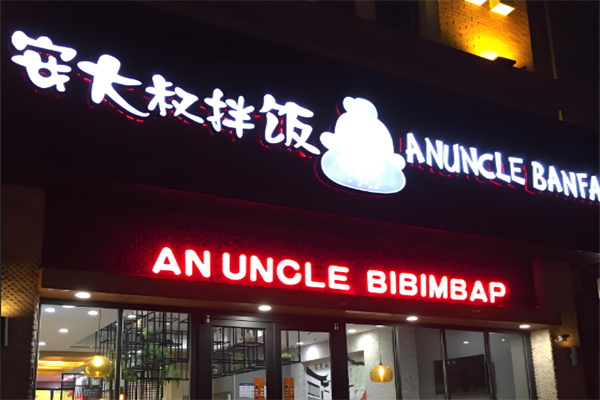 安大叔拌饭 ANUNCLE BANFA
AN UNCLE BIBIMBAP